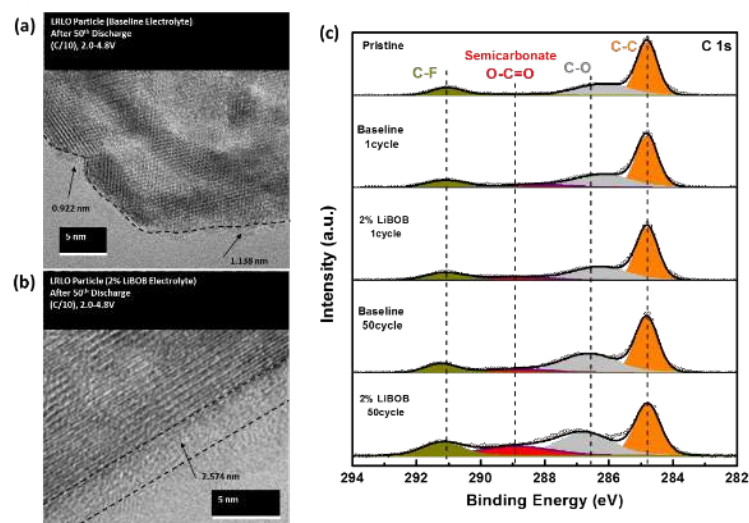 (a)
LRLO Particle (Baseline Electrolyte)
After 50th Discharge
(C/10), 2.0-4.8V
0.922 nm
1.138 nm
5 nm
(b)
LRLO Particle (2% LiBOB Electrolyte)
After 50th Discharge
(C/10), 2.0-4.8V
2.574 nm
5 nm
(c)
Pristine
C-F
Semicarbonate
O-C=O
C-O
C-C
C 1s
Baseline
1cycle
2% LiBOB
1cycle
Baseline
50cycle
2% LiBOB
50cycle
Intensity (a.u.)
294 292 290 288 286 284 282
Binding Energy (eV)